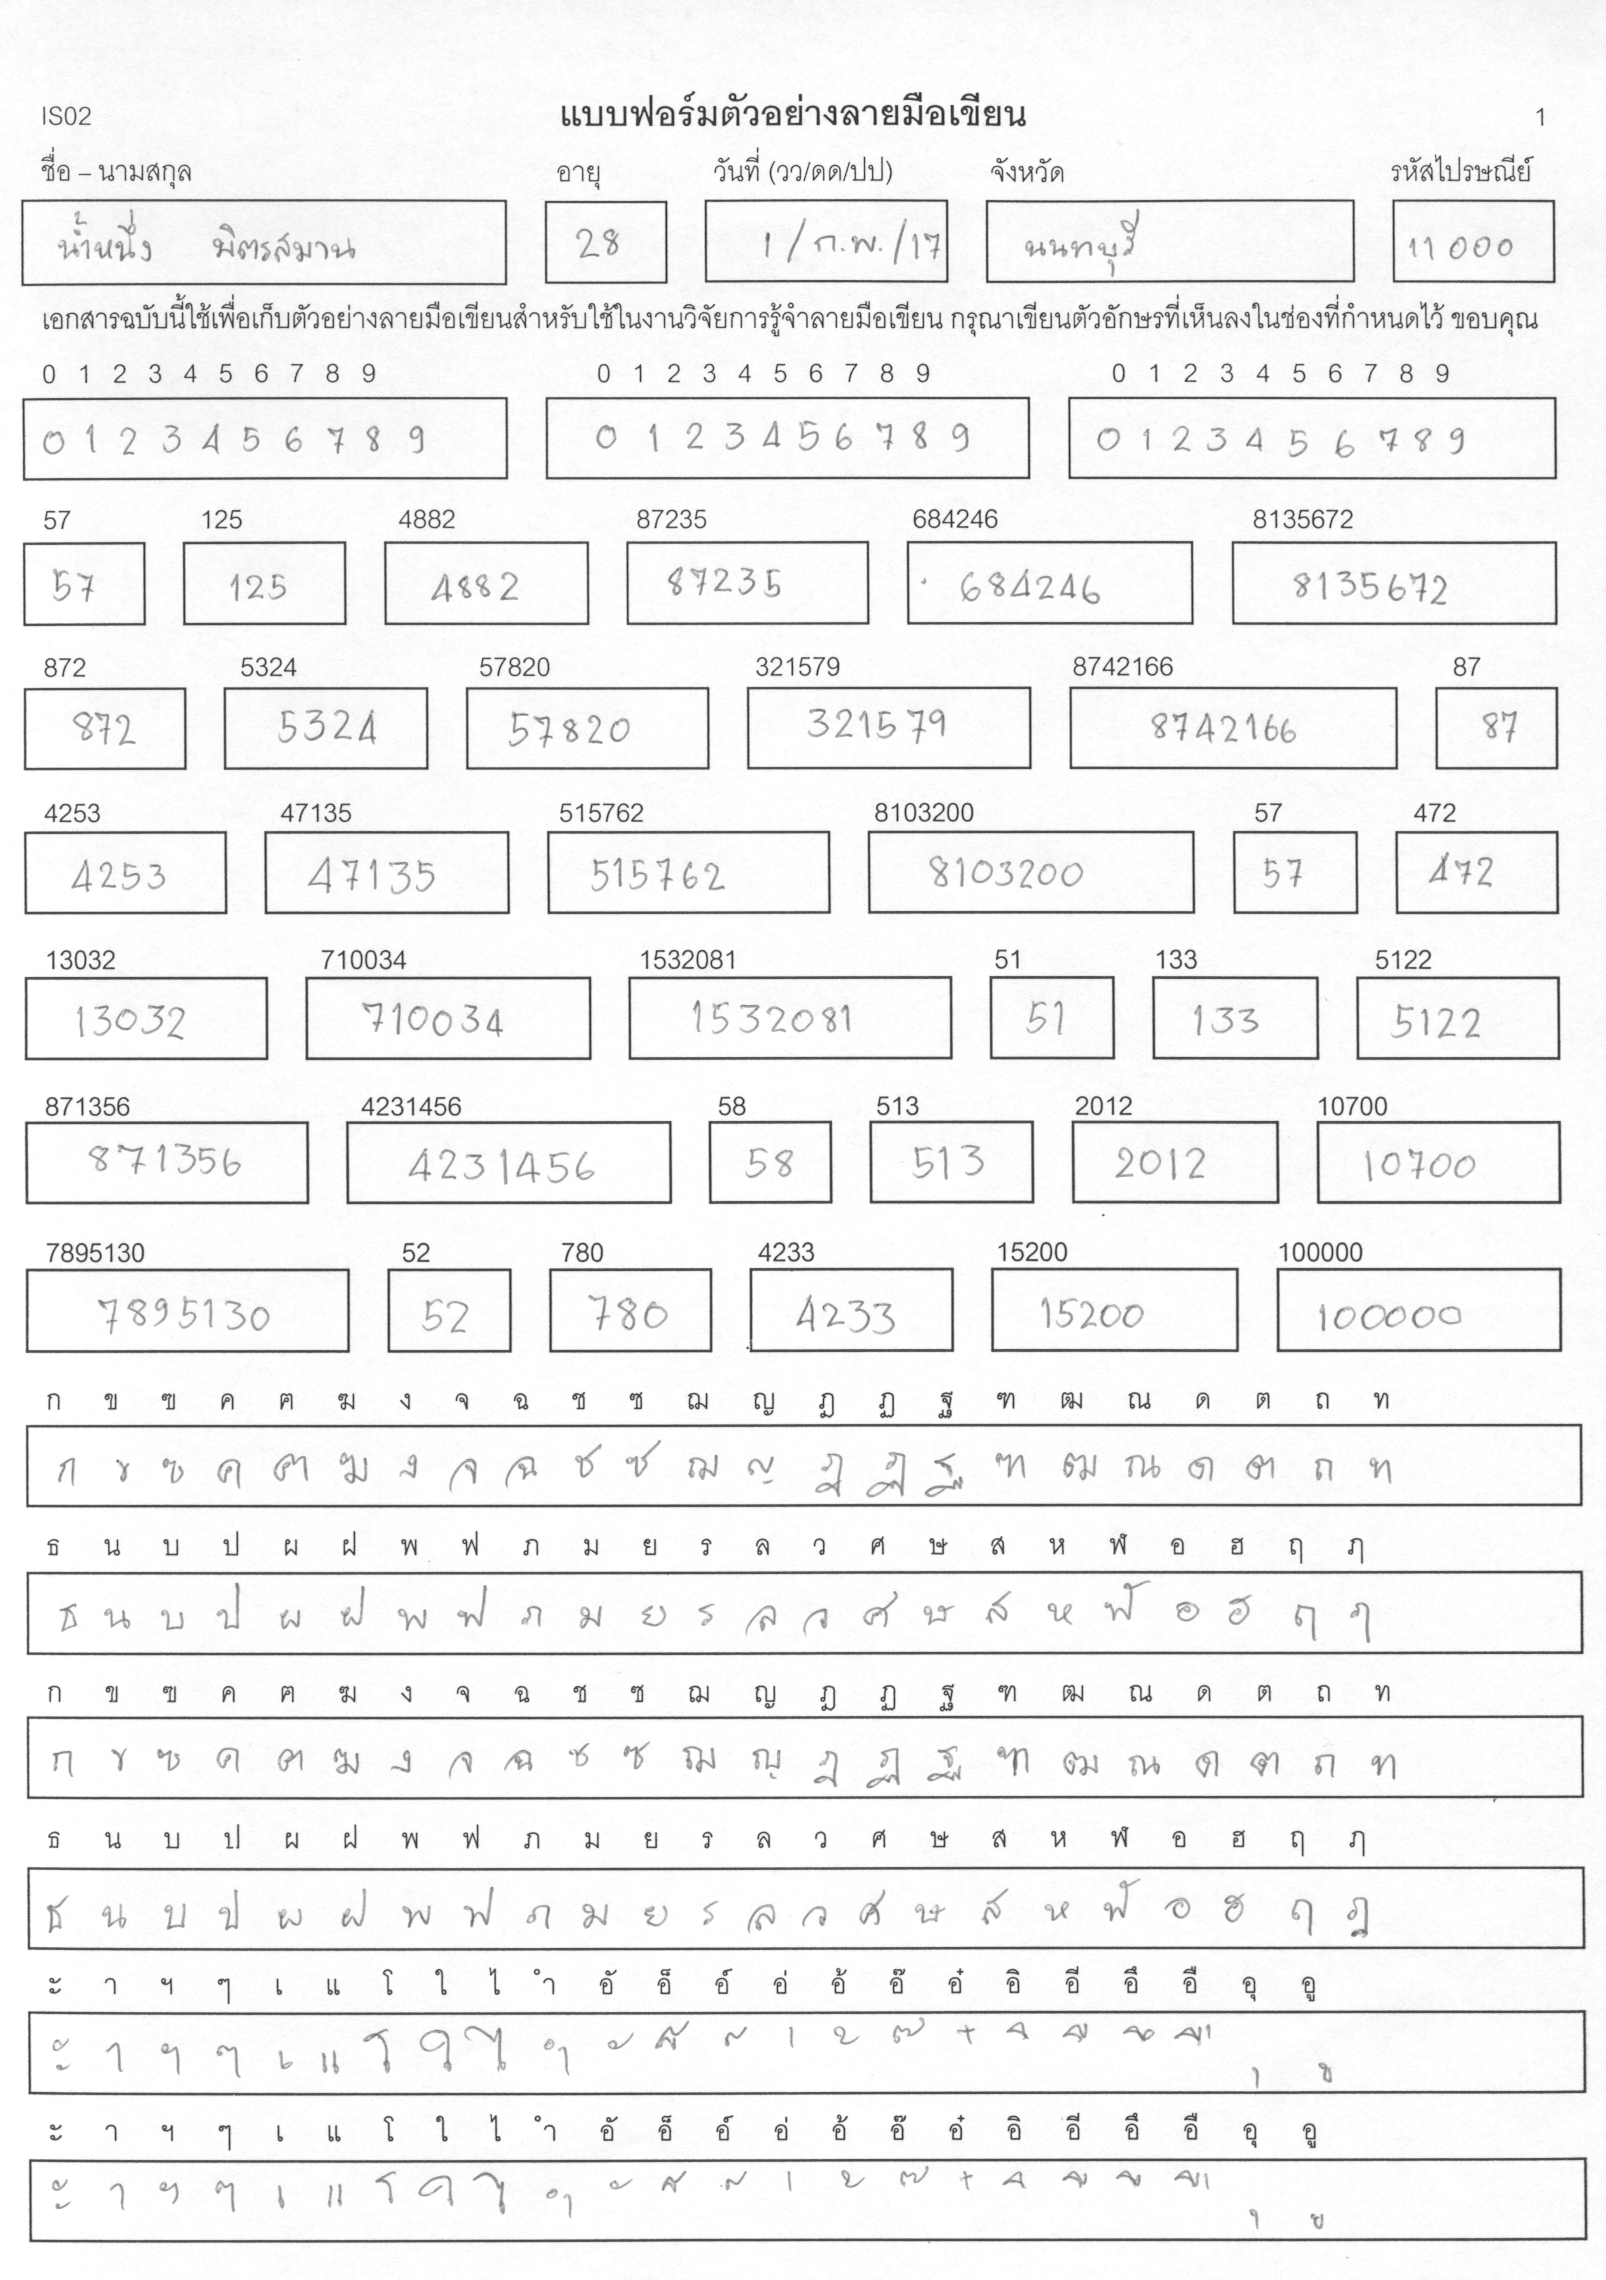 IS02 แบบฟอร์มตัวอย่างลายมือเขียน 1
ชื่อ – นามสกุล อายุ วันที่ (วว/ดด/ปป) จังหวัด รหัสไปรษณีย์
น้ำหนึ่ง มิตรสมาน 28 1/ก.พ./17 นนทบุรี 11000
เอกสารฉบับนี้ใช้เพื่อเก็บตัวอย่างลายมือเขียนสำหรับใช้ในงานวิจัยการรู้จำลายมือเขียน กรุณาเขียนตัวอักษรที่เห็นลงในช่องที่กำหนดไว้ ขอบคุณ
0 1 2 3 4 5 6 7 8 9 0 1 2 3 4 5 6 7 8 9 0 1 2 3 4 5 6 7 8 9
0 1 2 3 4 5 6 7 8 9 0 1 2 3 4 5 6 7 8 9 0 1 2 3 4 5 6 7 8 9
57 125 4882 87235 684246 8135672
57 125 4882 87235 684246 8135672
872 5324 57820 321579 8742166 87
872 5324 57820 321579 8742166 87
4253 47135 515762 8103200 57 472
4253 47135 515762 8103200 57 472
13032 710034 1532081 51 133 5122
13032 710034 1532081 51 133 5122
871356 4231456 58 513 2012 10700
871356 4231456 58 513 2012 10700
7895130 52 780 4233 15200 100000
7895130 52 780 4233 15200 100000
ก ข ฃ ค ฅ ฆ ง จ ฉ ช ซ ฌ ญ ฎ ฏ ฐ ฑ ฒ ณ ด ต ถ ท
ก ข ฃ ค ฅ ฆ ง จ ฉ ช ซ ฌ ญ ฎ ฏ ฐ ฑ ฒ ณ ด ต ถ ท
ธ น บ ป ผ ฝ พ ฟ ภ ม ย ร ล ว ศ ษ ส ห ฬ อ ฮ ฤ ฦ
ธ น บ ป ผ ฝ พ ฟ ภ ม ย ร ล ว ศ ษ ส ห ฬ อ ฮ ฤ ฦ
ก ข ฃ ค ฅ ฆ ง จ ฉ ช ซ ฌ ญ ฎ ฏ ฐ ฑ ฒ ณ ด ต ถ ท
ก ข ฃ ค ฅ ฆ ง จ ฉ ช ซ ฌ ญ ฎ ฏ ฐ ฑ ฒ ณ ด ต ถ ท
ธ น บ ป ผ ฝ พ ฟ ภ ม ย ร ล ว ศ ษ ส ห ฬ อ ฮ ฤ ฦ
ธ น บ ป ผ ฝ พ ฟ ภ ม ย ร ล ว ศ ษ ส ห ฬ อ ฮ ฤ ฦ
ะ า ฯ ๆ เ แ โ ใ ไ ำ อั อ็ อ์ อ่ อ้ อ๊ อ๋ อิ อี อึ อื อุ อู
ะ า ฯ ๆ เ แ โ ใ ไ ำ ั ็ ์ ่ ้ ๊ ๋ ิ ี ึ ื ุ ู
ะ า ฯ ๆ เ แ โ ใ ไ ำ อั อ็ อ์ อ่ อ้ อ๊ อ๋ อิ อี อึ อื อุ อู
ะ า ฯ ๆ เ แ โ ใ ไ ำ ั ็ ์ ่ ้ ๊ ๋ ิ ี ึ ื ุ ู